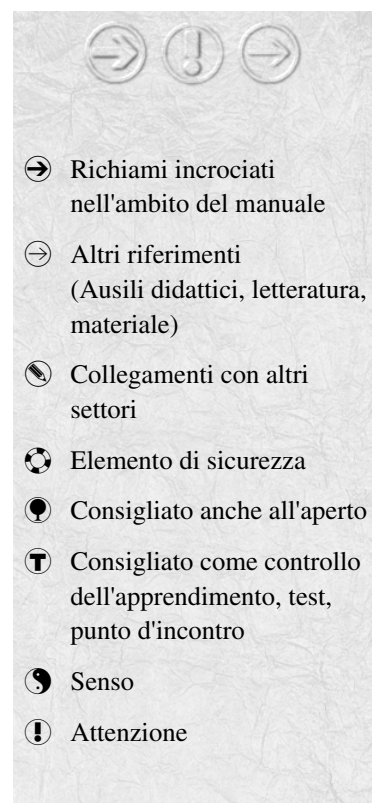 Richiami incrociati
nell'ambito del manuale
Altri riferimenti
(Ausili didattici, letteratura,
materiale)
Collegamenti con altri
settori
Elemento di sicurezza
Consigliato anche all'aperto
T Consigliato come controllo
dell'apprendimento, test,
punto d'incontro
Senso
! Attenzione